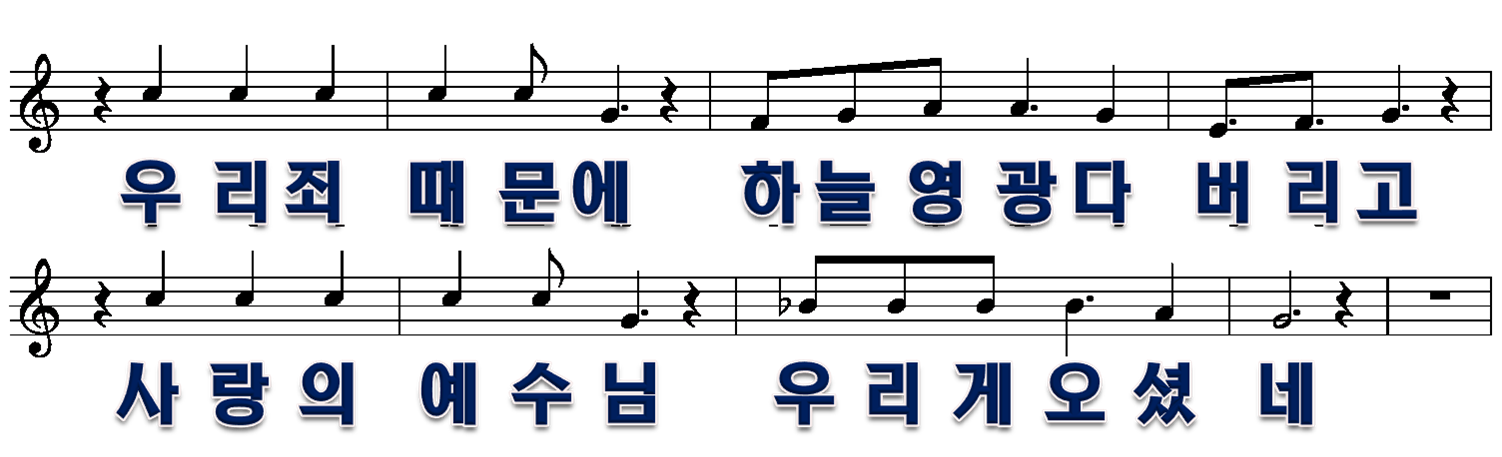 우 리죄 때 문에 하늘 영 광다 버 리고
사 랑 의 예 수 님 우 리 게 오 셨 네